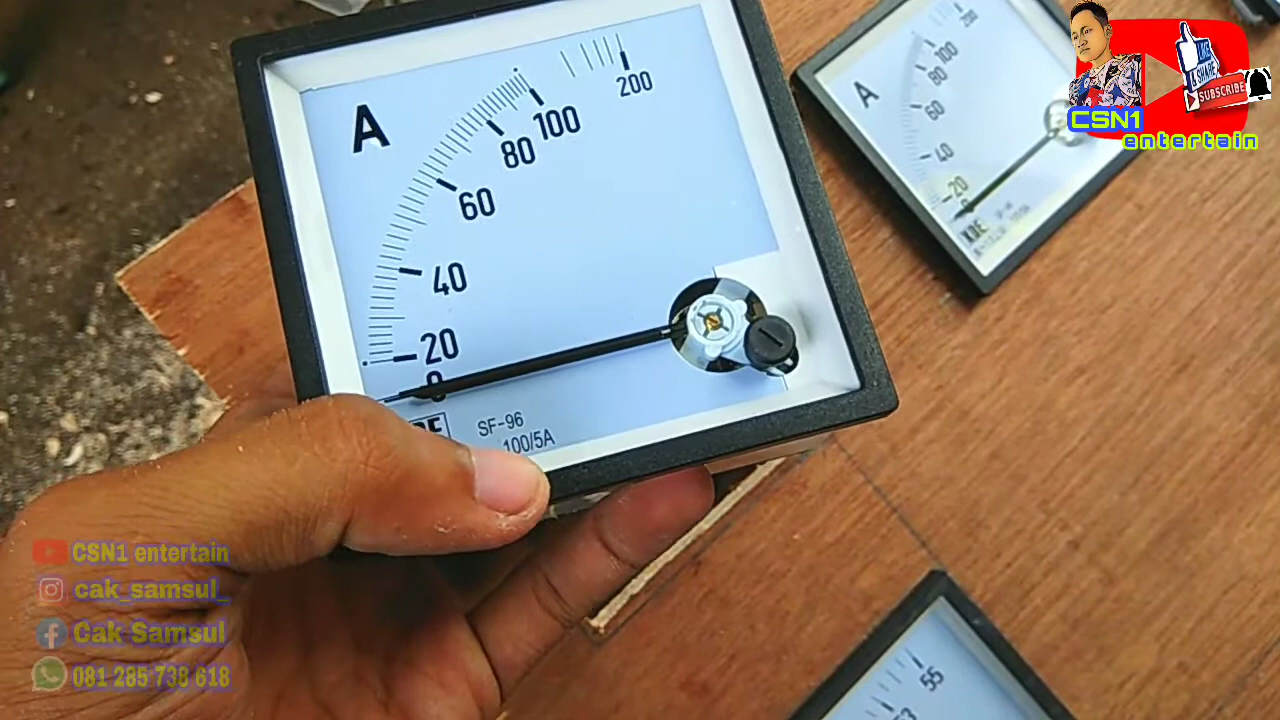 A
200
100
80
60
40
20
0
SF-96
100/5A
A
200
100
80
60
40
20
LIKE
& SHARE
SUBSCRIBE
CSN1
entertain
55
CSN1 entertain
cak_samsul_
Cak Samsul
081 285 738 618